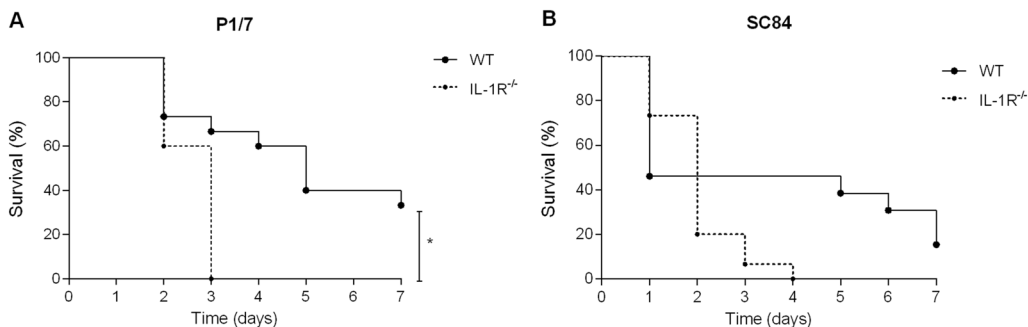 A
P1/7
WT
IL-1R-/-
Survival (%)
100
80
60
40
20
0
0 1 2 3 4 5 6 7
Time (days)
*
B
SC84
WT
IL-1R-/-
Survival (%)
100
80
60
40
20
0
0 1 2 3 4 5 6 7
Time (days)